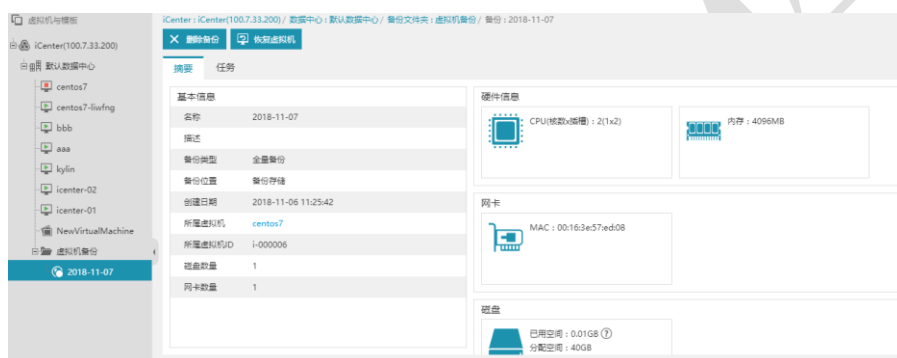 虚拟机与模板
iCenter : iCenter(100.7.33.200) / 数据中心 : 默认数据中心 / 备份文件夹 : 虚拟机备份 / 备份 : 2018-11-07
iCenter(100.7.33.200)
默认数据中心
centos7
centos7-liwfng
bbb
aaa
kylin
icenter-02
icenter-01
NewVirtualMachine
虚拟机备份
2018-11-07
删除备份 恢复虚拟机
摘要 任务
基本信息
名称 2018-11-07
描述
备份类型 全量备份
备份位置 备份存储
创建日期 2018-11-06 11:25:42
所属虚拟机 centos7
所属虚拟机ID i-000006
磁盘数量 1
网卡数量 1
硬件信息
CPU(核数x插槽) : 2(1x2)
内存 : 4096MB
网卡
MAC : 00:16:3e:57:ed:08
磁盘
已用空间 : 0.01GB ?
分配空间 : 40GB